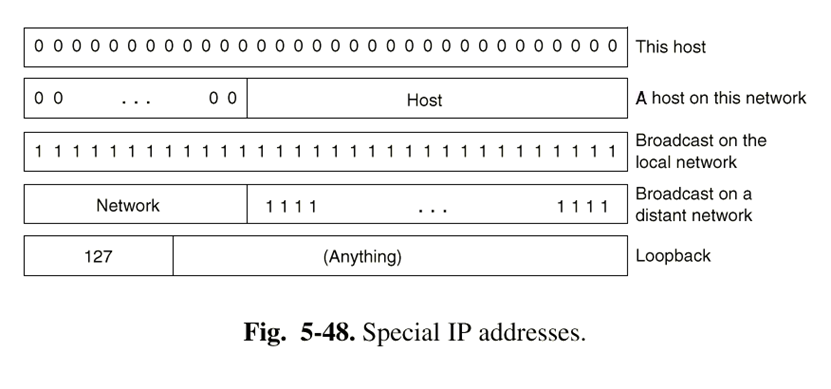 0 0 0 0 0 0 0 0 0 0 0 0 0 0 0 0 0 0 0 0 0 0 0 0 0 0 0 0 0 0 0 0 This host
0 0 ... 0 0 Host A host on this network
1 1 1 1 1 1 1 1 1 1 1 1 1 1 1 1 1 1 1 1 1 1 1 1 1 1 1 1 1 1 1 1 Broadcast on the
local network
Network 1 1 1 1 ... 1 1 1 1 Broadcast on a
distant network
127 (Anything) Loopback
Fig. 5-48. Special IP addresses.